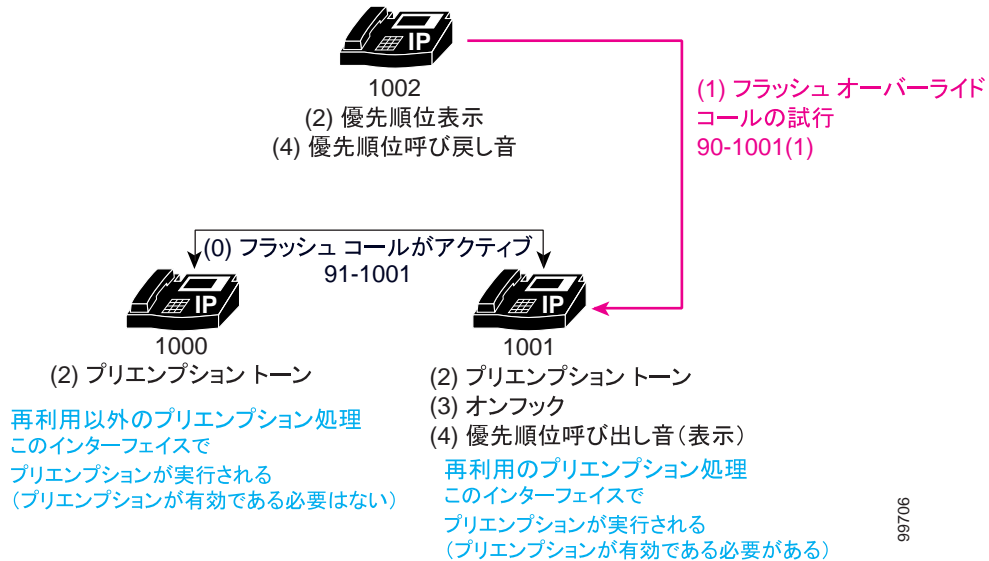 IP
1002
(2) 優先順位表示
(4) 優先順位呼び戻し音
(1) フラッシュ オーバーライド
コールの試行
90-1001(1)
(0) フラッシュ コールがアクティブ
91-1001
IP
1000
(2) プリエンプション トーン
再利用以外のプリエンプション処理
このインターフェイスで
プリエンプションが実行される
（プリエンプションが有効である必要はない）
IP
1001
(2) プリエンプション トーン
(3) オンフック
(4) 優先順位呼び出し音（表示）
再利用のプリエンプション処理
このインターフェイスで
プリエンプションが実行される
（プリエンプションが有効である必要がある）
99706